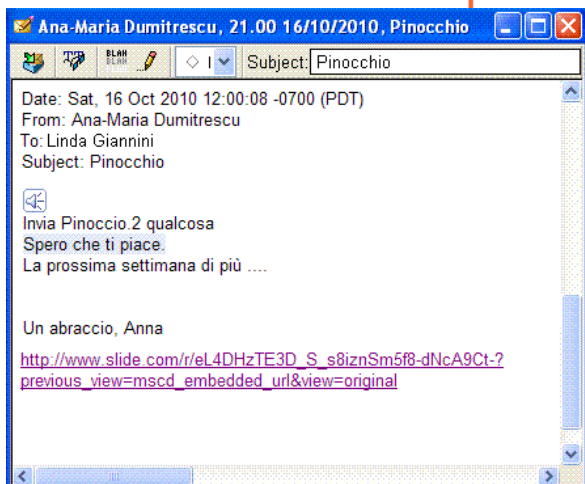 Ana-Maria Dumitrescu, 21.00 16/10/2010, Pinocchio
BLAH
BLAH
Subject: Pinocchio
Date: Sat, 16 Oct 2010 12:00:08 -0700 (PDT)
From: Ana-Maria Dumitrescu
To: Linda Giannini
Subject: Pinocchio
Invia Pinoccio.2 qualcosa
Spero che ti piace.
La prossima settimana di più ....
Un abraccio, Anna
http://www.slide.com/r/eL4DHzTE3D_S_s8iznSm5f8-dNcA9Ct-?
previous_view=mscd_embedded_url&view=original